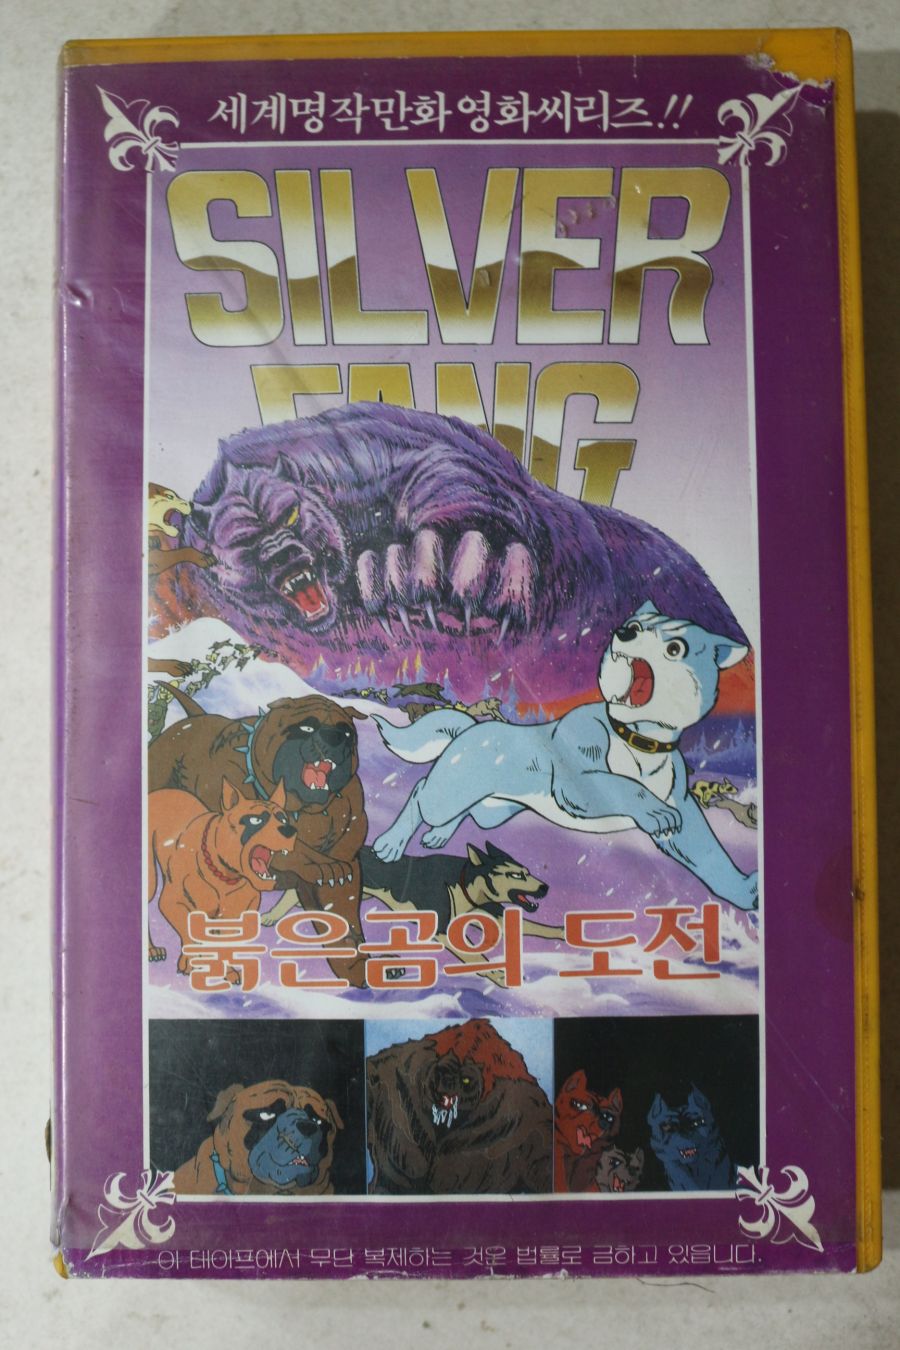 세계명작만화영화씨리즈!!
SILVER
FANG
붉은곰의 도전
이 테이프에서 무단 복제하는 것은 법률로 금하고 있읍니다.